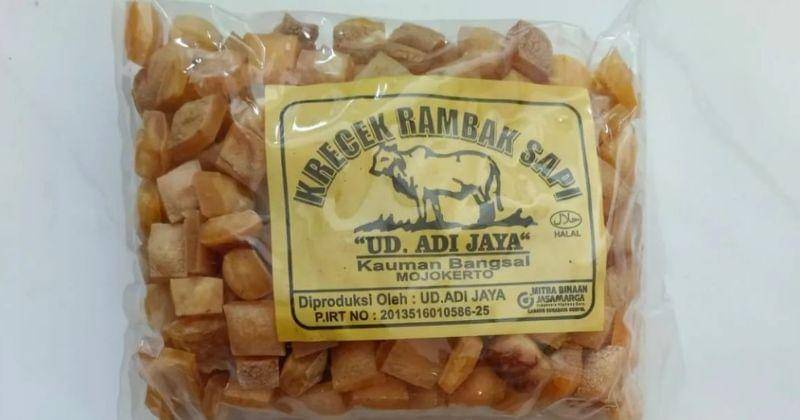 KRECEK RAMBAK SAPI
حلال
HALAL
"UD. ADI JAYA"
Kauman Bangsal
MOJOKERTO
Diproduksi Oleh : UD.ADI JAYA
P.IRT NO : 2013516010586-25
MITRA BINAAN
JASAMARGA